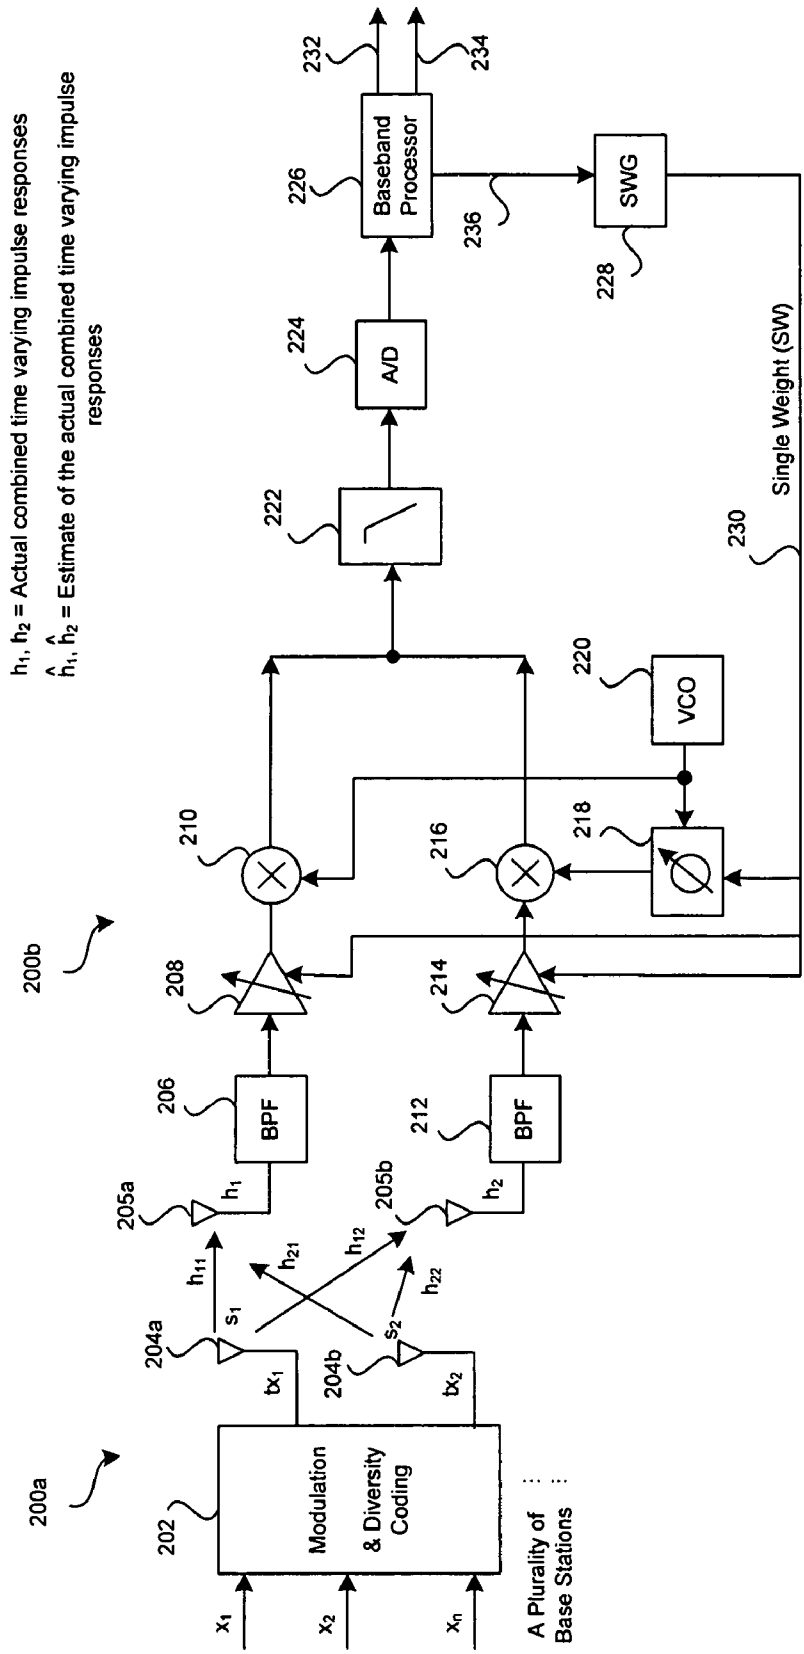 h1, h2 = Actual combined time varying impulse responses
ĥ1, ĥ2 = Estimate of the actual combined time varying impulse
responses
200a
200b
x1
x2
xn
202
Modulation
& Diversity
Coding
A Plurality of ...
Base Stations ...
tx1
tx2
204a
204b
s1
s2
h11
h21
h12
h22
205a
205b
h1
h2
206
BPF
212
BPF
208
214
210
216
218
220
VCO
222
224
A/D
226
Baseband
Processor
232
234
236
SWG
228
230
Single Weight (SW)